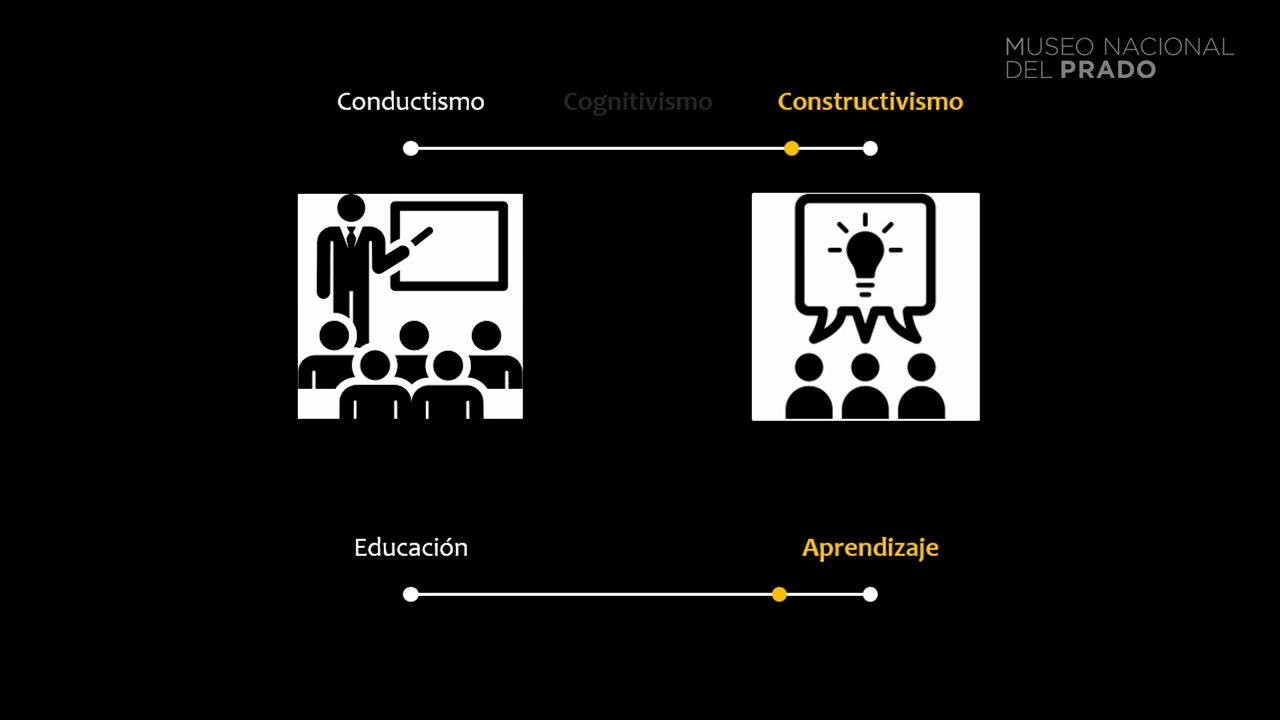 MUSEO NACIONAL
DEL PRADO
Conductismo
Cognitivismo
Constructivismo
Educación
Aprendizaje